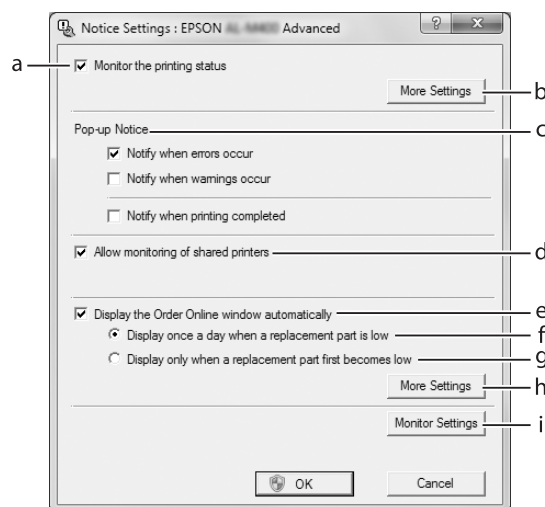 Notice Settings : EPSON Advanced
a
Monitor the printing status
More Settings
b
Pop-up Notice
c
Notify when errors occur
Notify when warnings occur
Notify when printing completed
Allow monitoring of shared printers
d
Display the Order Online window automatically
e
Display once a day when a replacement part is low
f
Display only when a replacement part first becomes low
g
More Settings
h
Monitor Settings
i
OK
Cancel